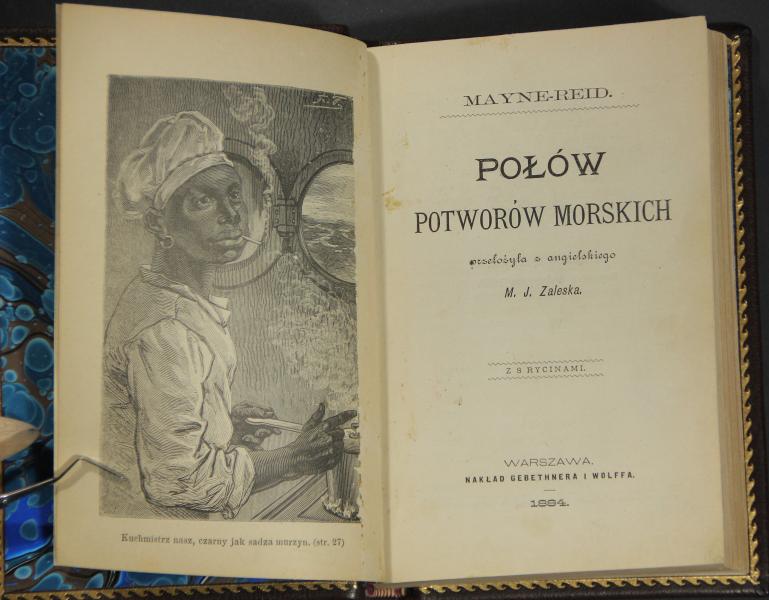 Kuchmistrz nasz, czarny jak sadza murzyn. (str. 27)
MAYNE-REID.
POŁÓW
POTWORÓW MORSKICH
przełożyła z angielskiego
M. J. Zaleska.
Z 8 RYCINAMI.
WARSZAWA,
NAKŁAD GEBETHNERA I WOLFFA.
1884.